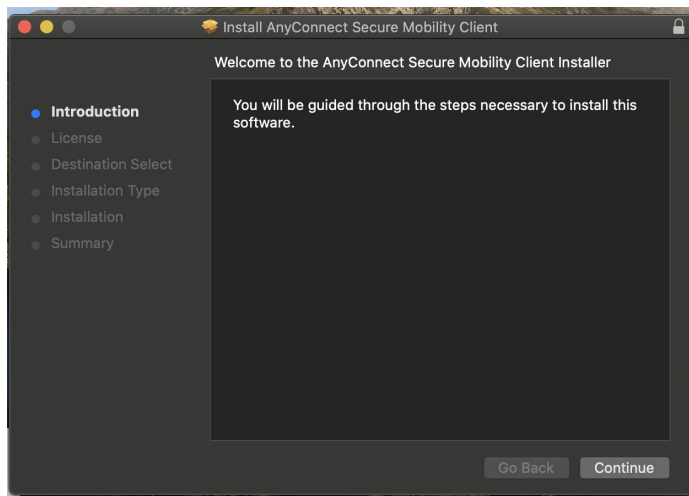 Install AnyConnect Secure Mobility Client
Welcome to the AnyConnect Secure Mobility Client Installer
Introduction
License
Destination Select
Installation Type
Installation
Summary
You will be guided through the steps necessary to install this
software.
Go Back
Continue